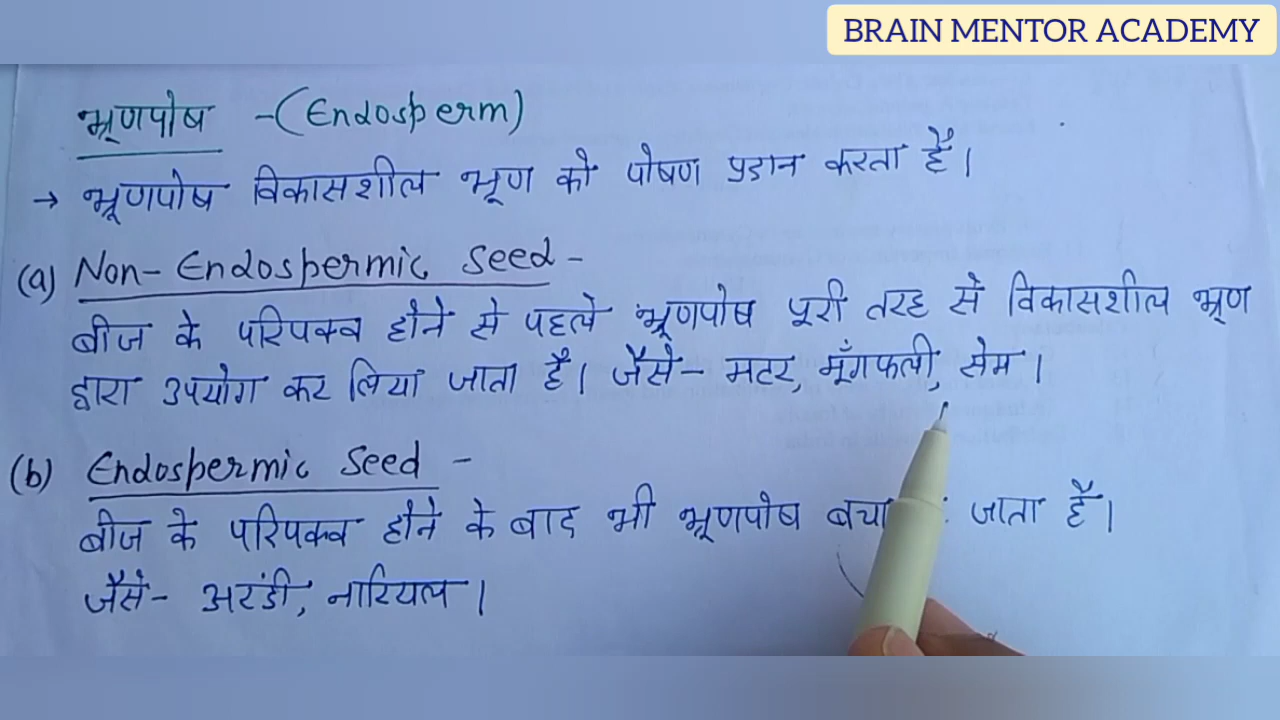 BRAIN MENTOR ACADEMY
भ्रूणपोष -(Endosperm)
→ भ्रूणपोष विकासशील भ्रूण को पोषण प्रदान करता है।
(a) Non-Endospermic Seed -
बीज के परिपक्व होने से पहले भ्रूणपोष पूरी तरह से विकासशील भ्रूण
द्वारा उपयोग कर लिया जाता है। जैसे- मटर, मूँगफली, सेम।
(b) Endospermic Seed -
बीज के परिपक्व होने के बाद भी भ्रूणपोष बचा जाता है।
जैसे- अरंडी, नारियल।